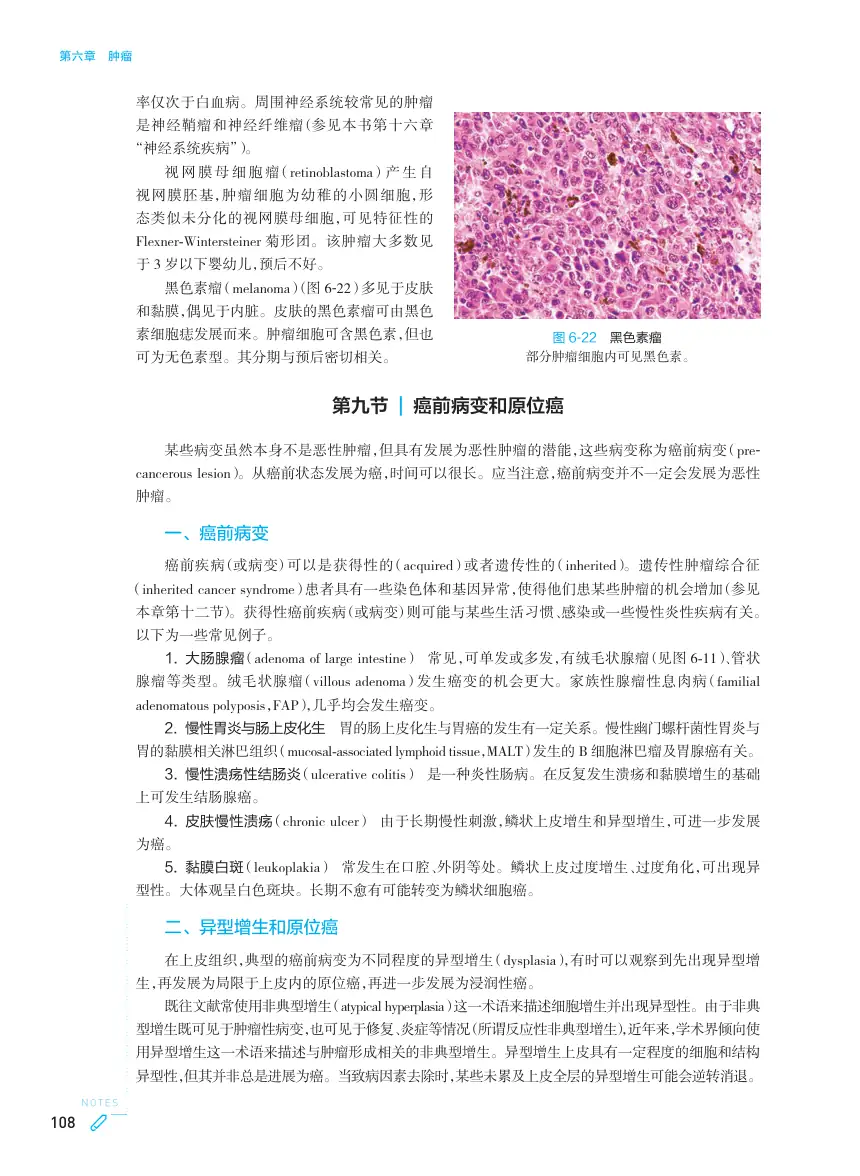 第六章 肿瘤
率仅次于白血病。周围神经系统较常见的肿瘤
是神经鞘瘤和神经纤维瘤(参见本书第十六章
“神经系统疾病”)。
视网膜母细胞瘤(retinoblastoma)产生自
视网膜胚基,肿瘤细胞为幼稚的小圆细胞,形
态类似未分化的视网膜母细胞,可见特征性的
Flexner-Wintersteiner 菊形团。该肿瘤大多数见
于 3 岁以下婴幼儿,预后不好。
黑色素瘤(melanoma)(图 6-22)多见于皮肤
和黏膜,偶见于内脏。皮肤的黑色素瘤可由黑色
素细胞痣发展而来。肿瘤细胞可含黑色素,但也
可为无色素型。其分期与预后密切相关。
图 6-22 黑色素瘤
部分肿瘤细胞内可见黑色素。
第九节 | 癌前病变和原位癌
某些病变虽然本身不是恶性肿瘤,但具有发展为恶性肿瘤的潜能,这些病变称为癌前病变(pre-
cancerous lesion)。从癌前状态发展为癌,时间可以很长。应当注意,癌前病变并不一定会发展为恶性
肿瘤。
一、癌前病变
癌前疾病(或病变)可以是获得性的(acquired)或者遗传性的(inherited)。遗传性肿瘤综合征
(inherited cancer syndrome)患者具有一些染色体和基因异常,使得他们患某些肿瘤的机会增加(参见
本章第十二节)。获得性癌前疾病(或病变)则可能与某些生活习惯、感染或一些慢性炎性疾病有关。
以下为一些常见例子。
1. 大肠腺瘤(adenoma of large intestine) 常见,可单发或多发,有绒毛状腺瘤(见图 6-11)、管状
腺瘤等类型。绒毛状腺瘤(villous adenoma)发生癌变的机会更大。家族性腺瘤性息肉病(familial
adenomatous polyposis,FAP),几乎均会发生癌变。
2. 慢性胃炎与肠上皮化生 胃的肠上皮化生与胃癌的发生有一定关系。慢性幽门螺杆菌性胃炎与
胃的黏膜相关淋巴组织(mucosal-associated lymphoid tissue,MALT)发生的 B 细胞淋巴瘤及胃腺癌有关。
3. 慢性溃疡性结肠炎(ulcerative colitis) 是一种炎性肠病。在反复发生溃疡和黏膜增生的基础
上可发生结肠腺癌。
4. 皮肤慢性溃疡(chronic ulcer) 由于长期慢性刺激,鳞状上皮增生和异型增生,可进一步发展
为癌。
5. 黏膜白斑(leukoplakia) 常发生在口腔、外阴等处。鳞状上皮过度增生、过度角化,可出现异
型性。大体观呈白色斑块。长期不愈有可能转变为鳞状细胞癌。
二、异型增生和原位癌
在上皮组织,典型的癌前病变为不同程度的异型增生(dysplasia),有时可以观察到先出现异型增
生,再发展为局限于上皮内的原位癌,再进一步发展为浸润性癌。
既往文献常使用非典型增生(atypical hyperplasia)这一术语来描述细胞增生并出现异型性。由于非典
型增生既可见于肿瘤性病变,也可见于修复、炎症等情况(所谓反应性非典型增生),近年来,学术界倾向使
用异型增生这一术语来描述与肿瘤形成相关的非典型增生。异型增生上皮具有一定程度的细胞和结构
异型性,但其并非总是进展为癌。当致病因素去除时,某些未累及上皮全层的异型增生可能会逆转消退。
NOTES
108